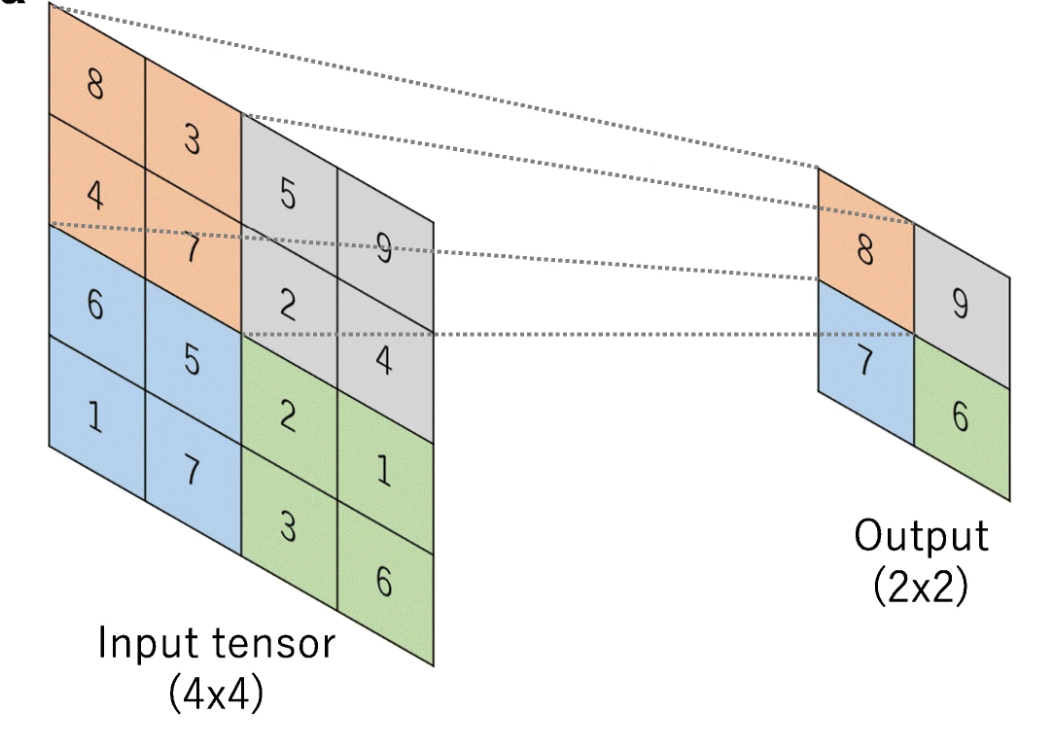 a
8 3 5 9
4 7 2 4
6 5 2 1
1 7 3 6
Input tensor
(4x4)
8 9
7 6
Output
(2x2)